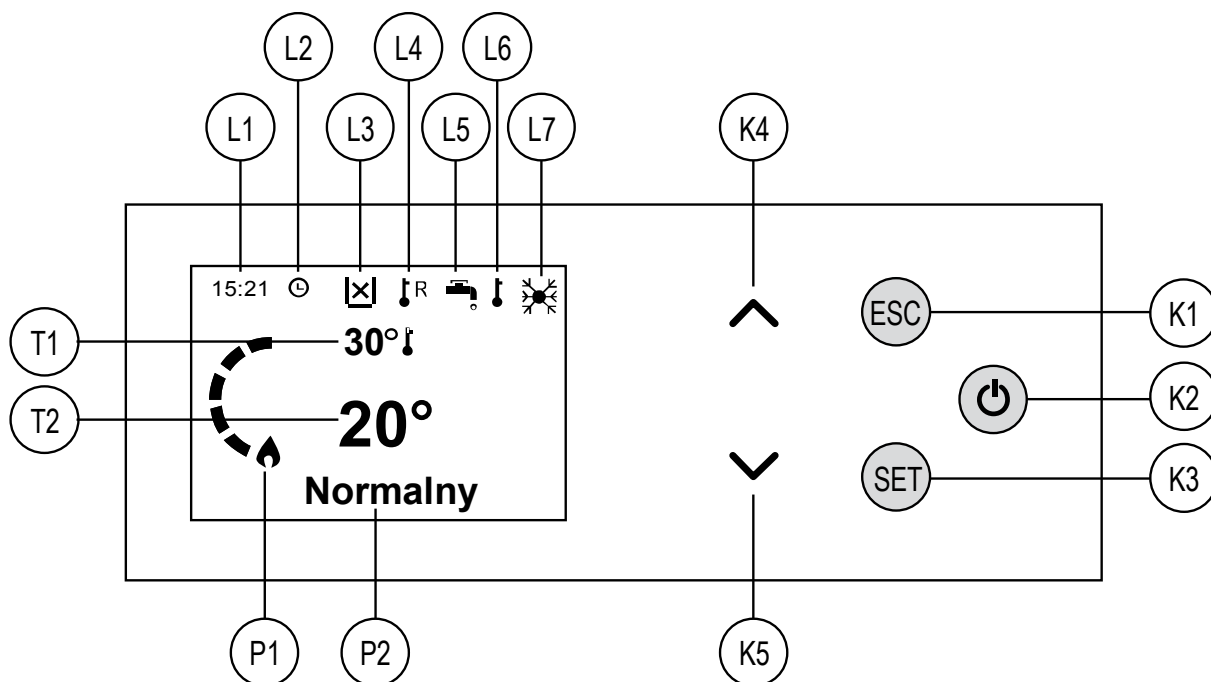 L2 L4 L6
L1 L3 L5 L7 K4
15:21 R
T1 30° ESC K1
K2
T2 20°
SET K3
Normalny
P1 P2 K5